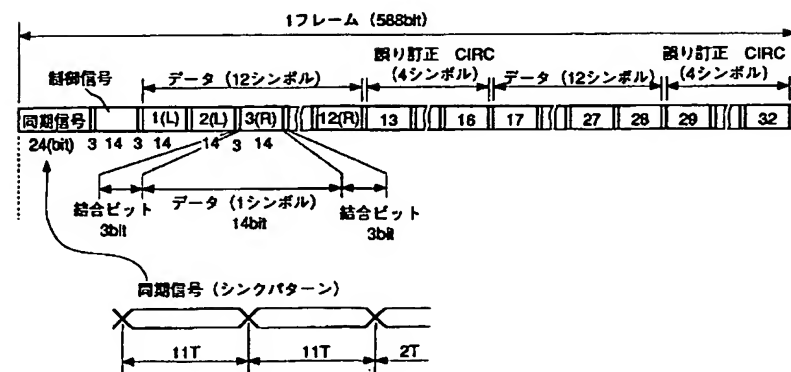 1フレーム (588bit)
誤り訂正 CIRC
(4シンボル)
誤り訂正 CIRC
(4シンボル)
制御信号
データ (12シンボル)
データ (12シンボル)
同期信号 1(L) 2(L) 3(R) 12(R) 13 16 17 27 28 29 32
24(bit) 3 14 3 14 14 3 14
結合ビット
3bit
データ (1シンボル)
14bit
結合ビット
3bit
同期信号 (シンクパターン)
11T 11T 2T